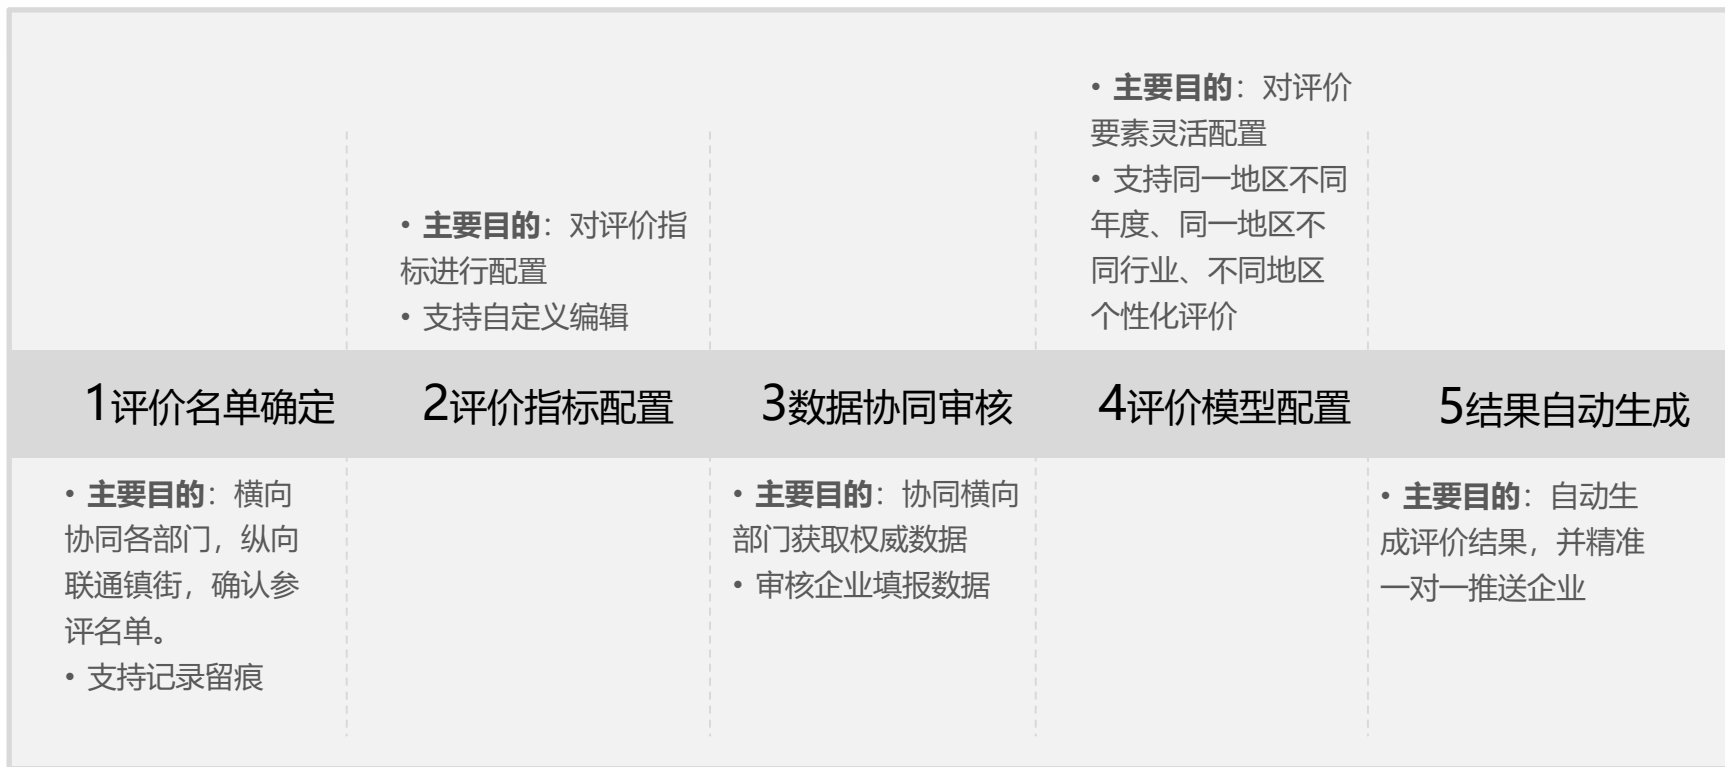 • 主要目的：对评价
要素灵活配置
• 支持同一地区不同
年度、同一地区不
同行业、不同地区
个性化评价
• 主要目的：对评价指
标进行配置
• 支持自定义编辑
1评价名单确定
2评价指标配置
3数据协同审核
4评价模型配置
5结果自动生成
• 主要目的：横向
协同各部门，纵向
联通镇街，确认参
评名单。
• 支持记录留痕
• 主要目的：协同横向
部门获取权威数据
• 审核企业填报数据
• 主要目的：自动生
成评价结果，并精准
一对一推送企业